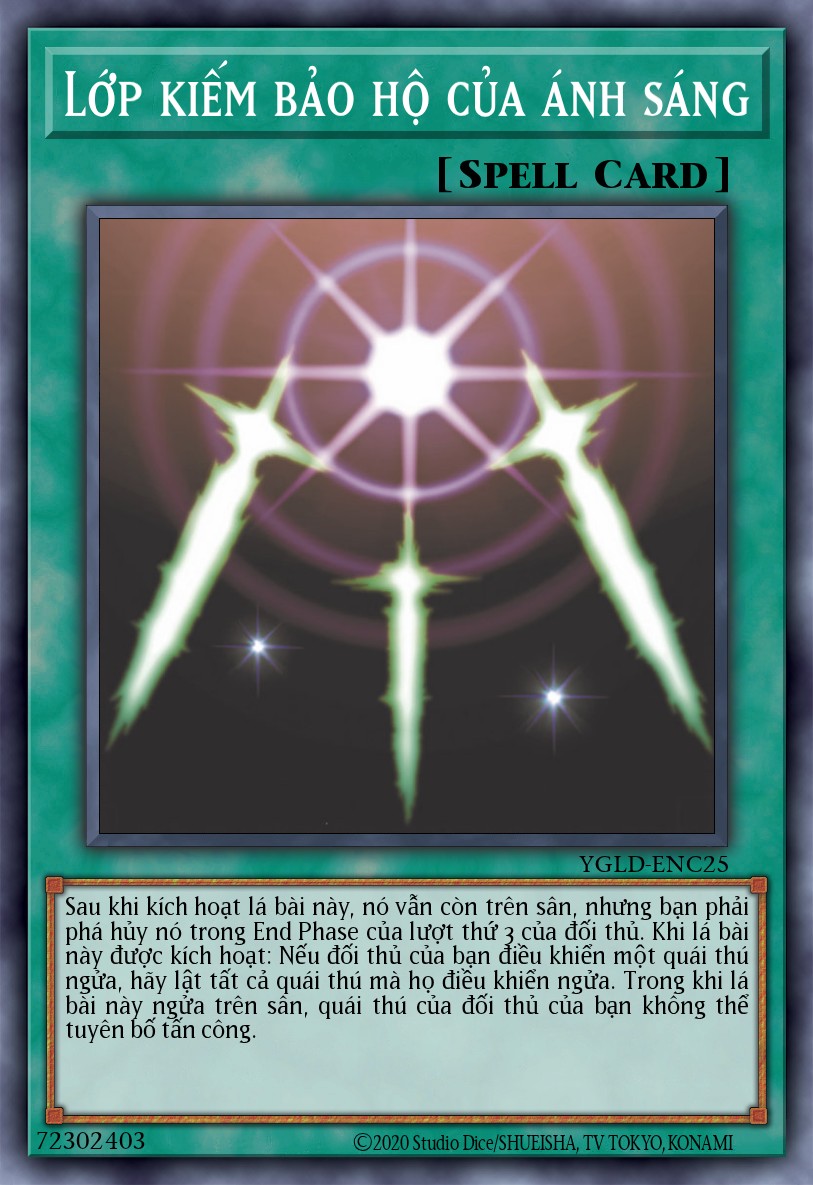 Lớp kiếm bảo hộ của ánh sáng
[Spell Card]
YGLD-ENC25
Sau khi kích hoạt lá bài này, nó vẫn còn trên sân, nhưng bạn phải
phá hủy nó trong End Phase của lượt thứ 3 của đối thủ. Khi lá bài
này được kích hoạt: Nếu đối thủ của bạn điều khiển một quái thú
ngửa, hãy lật tất cả quái thú mà họ điều khiển ngửa. Trong khi lá
bài này ngửa trên sân, quái thú của đối thủ của bạn không thể
tuyên bố tấn công.
72302403
©2020 Studio Dice/SHUEISHA, TV TOKYO, KONAMI